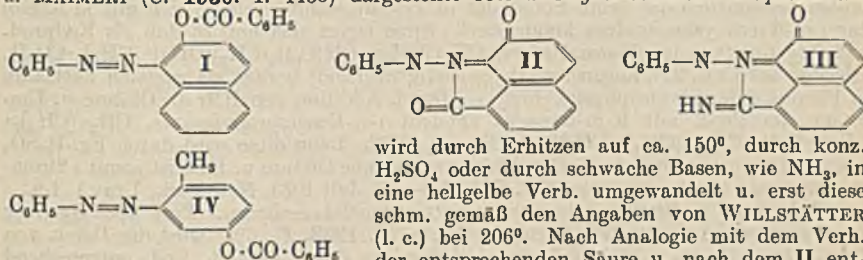 O·CO·C₆H₅
C₆H₅—N=N—
I
O
C₆H₅—N—N=
II
O=C
O
C₆H₅—N—N=
III
HN=C
CH₃
C₆H₅—N=N—
IV
O·CO·C₆H₅
wird durch Erhitzen auf ca. 150°, durch konz.
H₂SO₄ oder durch schwache Basen, wie NH₃, in
eine hellgelbe Verb. umgewandelt u. erst diese
schm. gemäß den Angaben von WILLSTÄTTER
(l. c.) bei 206°. Nach Analogie mit dem Verh.
der entsprechenden Säure u. nach dem II ent-